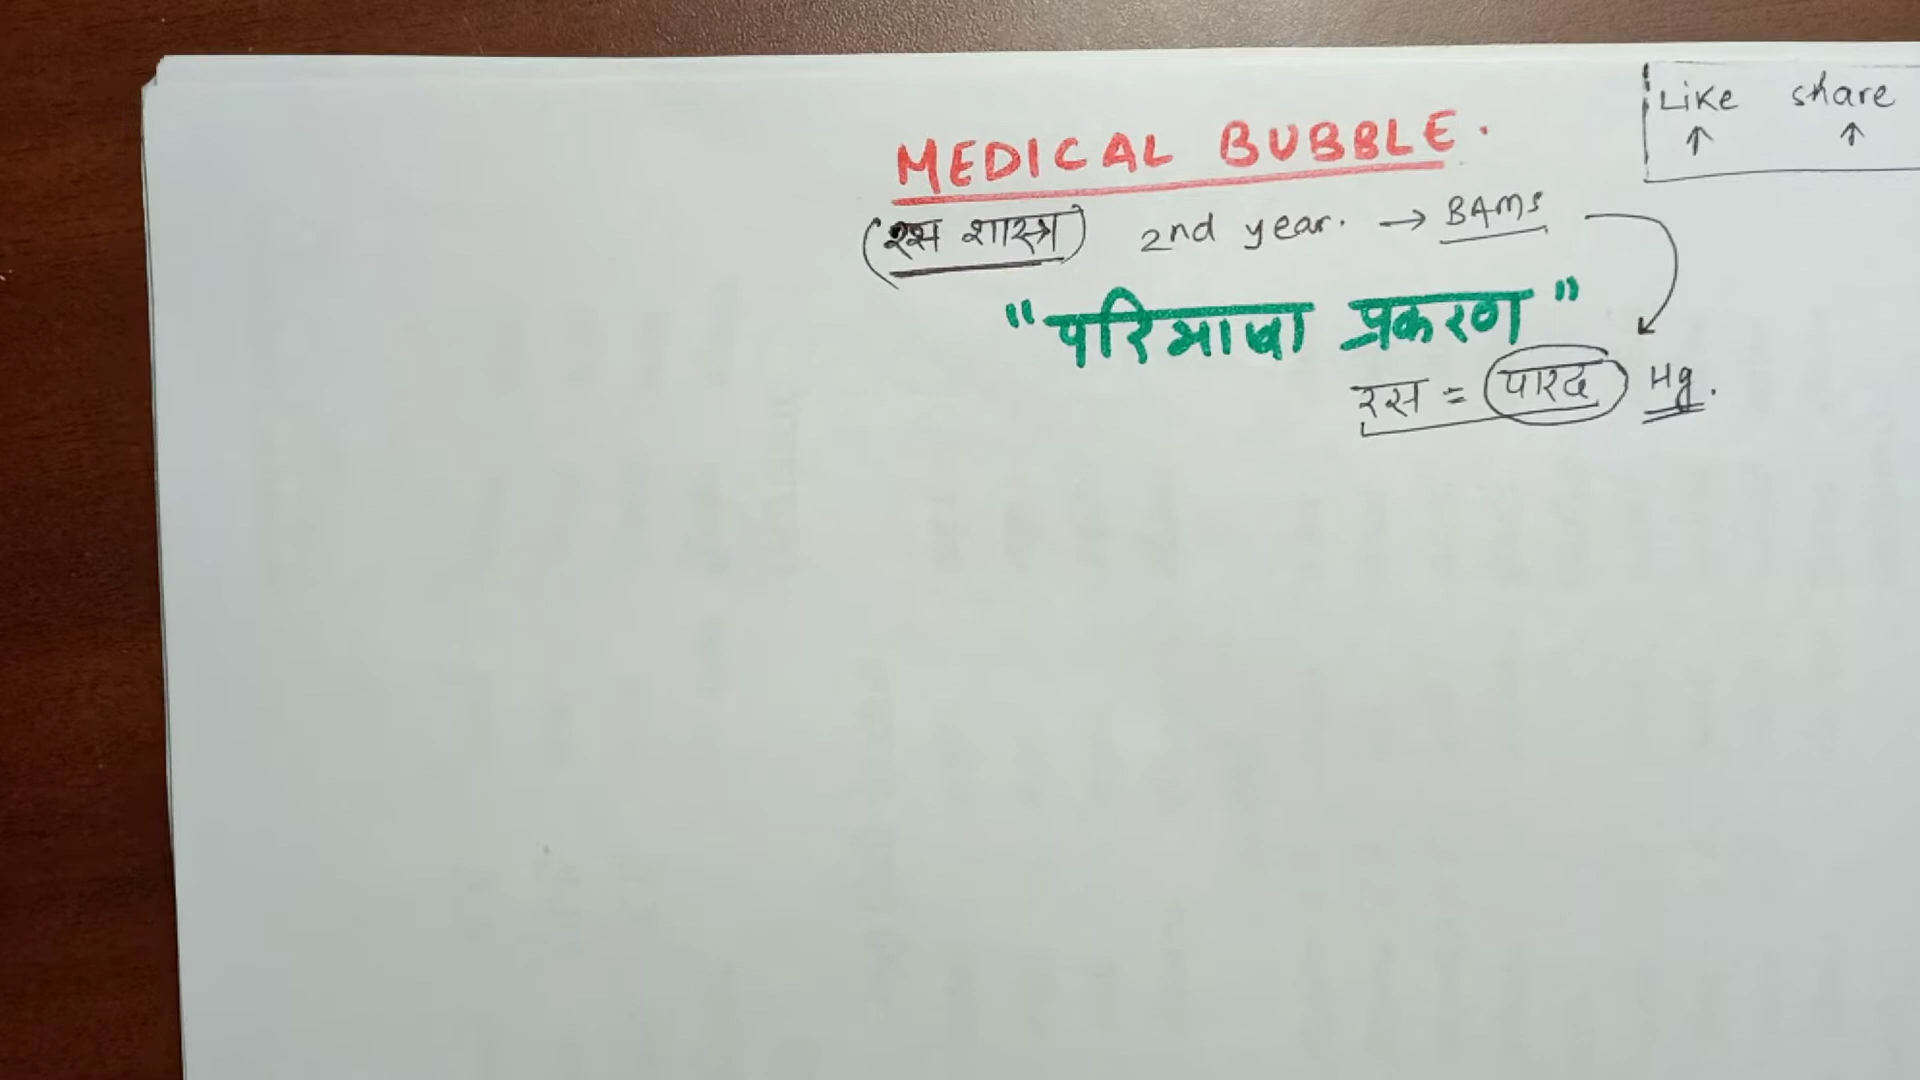 Like share
↑ ↑
MEDICAL BUBBLE.
(रस शास्त्र) 2nd year. → BAMS
"परिभाषा प्रकरण"
रस = पारद Hg.